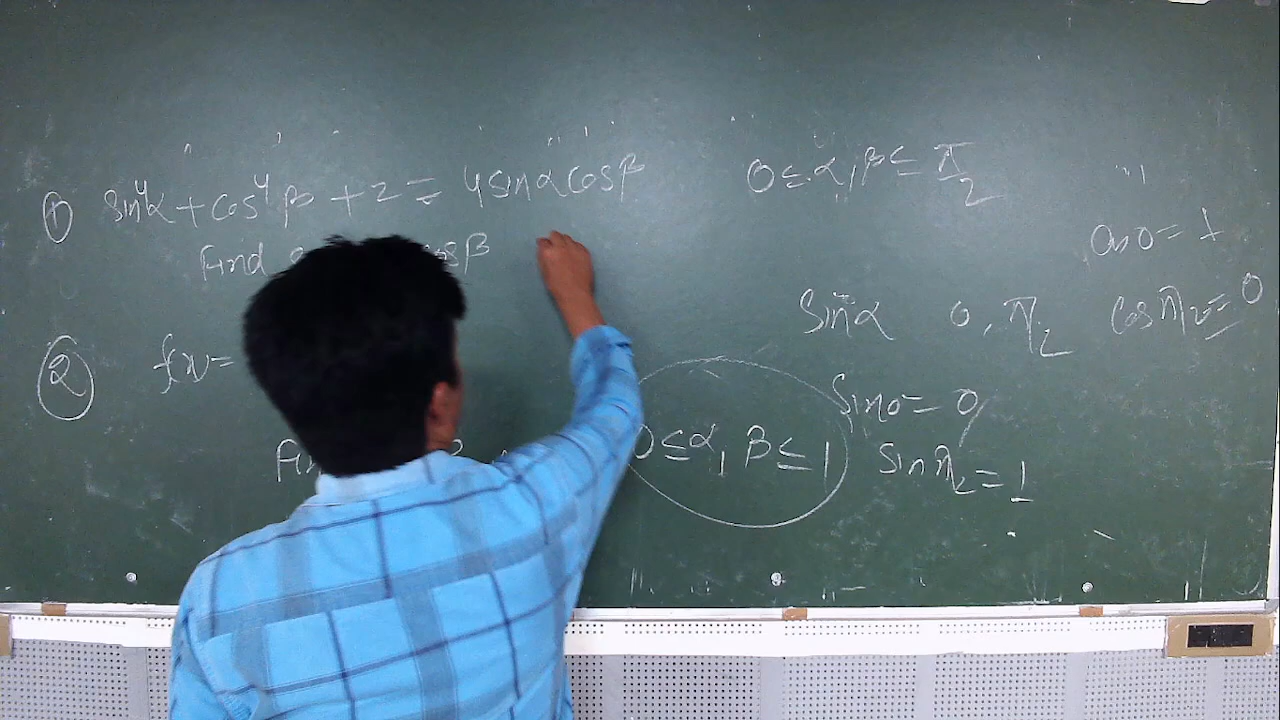 ① sin⁴α + cos⁴β + 2 = 4 sinα cosβ 0 ≤ α, β ≤ π/2
Find cosβ
cos 0 = 1
sin α 0, π/2 cos π/2 = 0
② f(x) =
sin 0 = 0
0 ≤ α, β ≤ 1 sin π/2 = 1